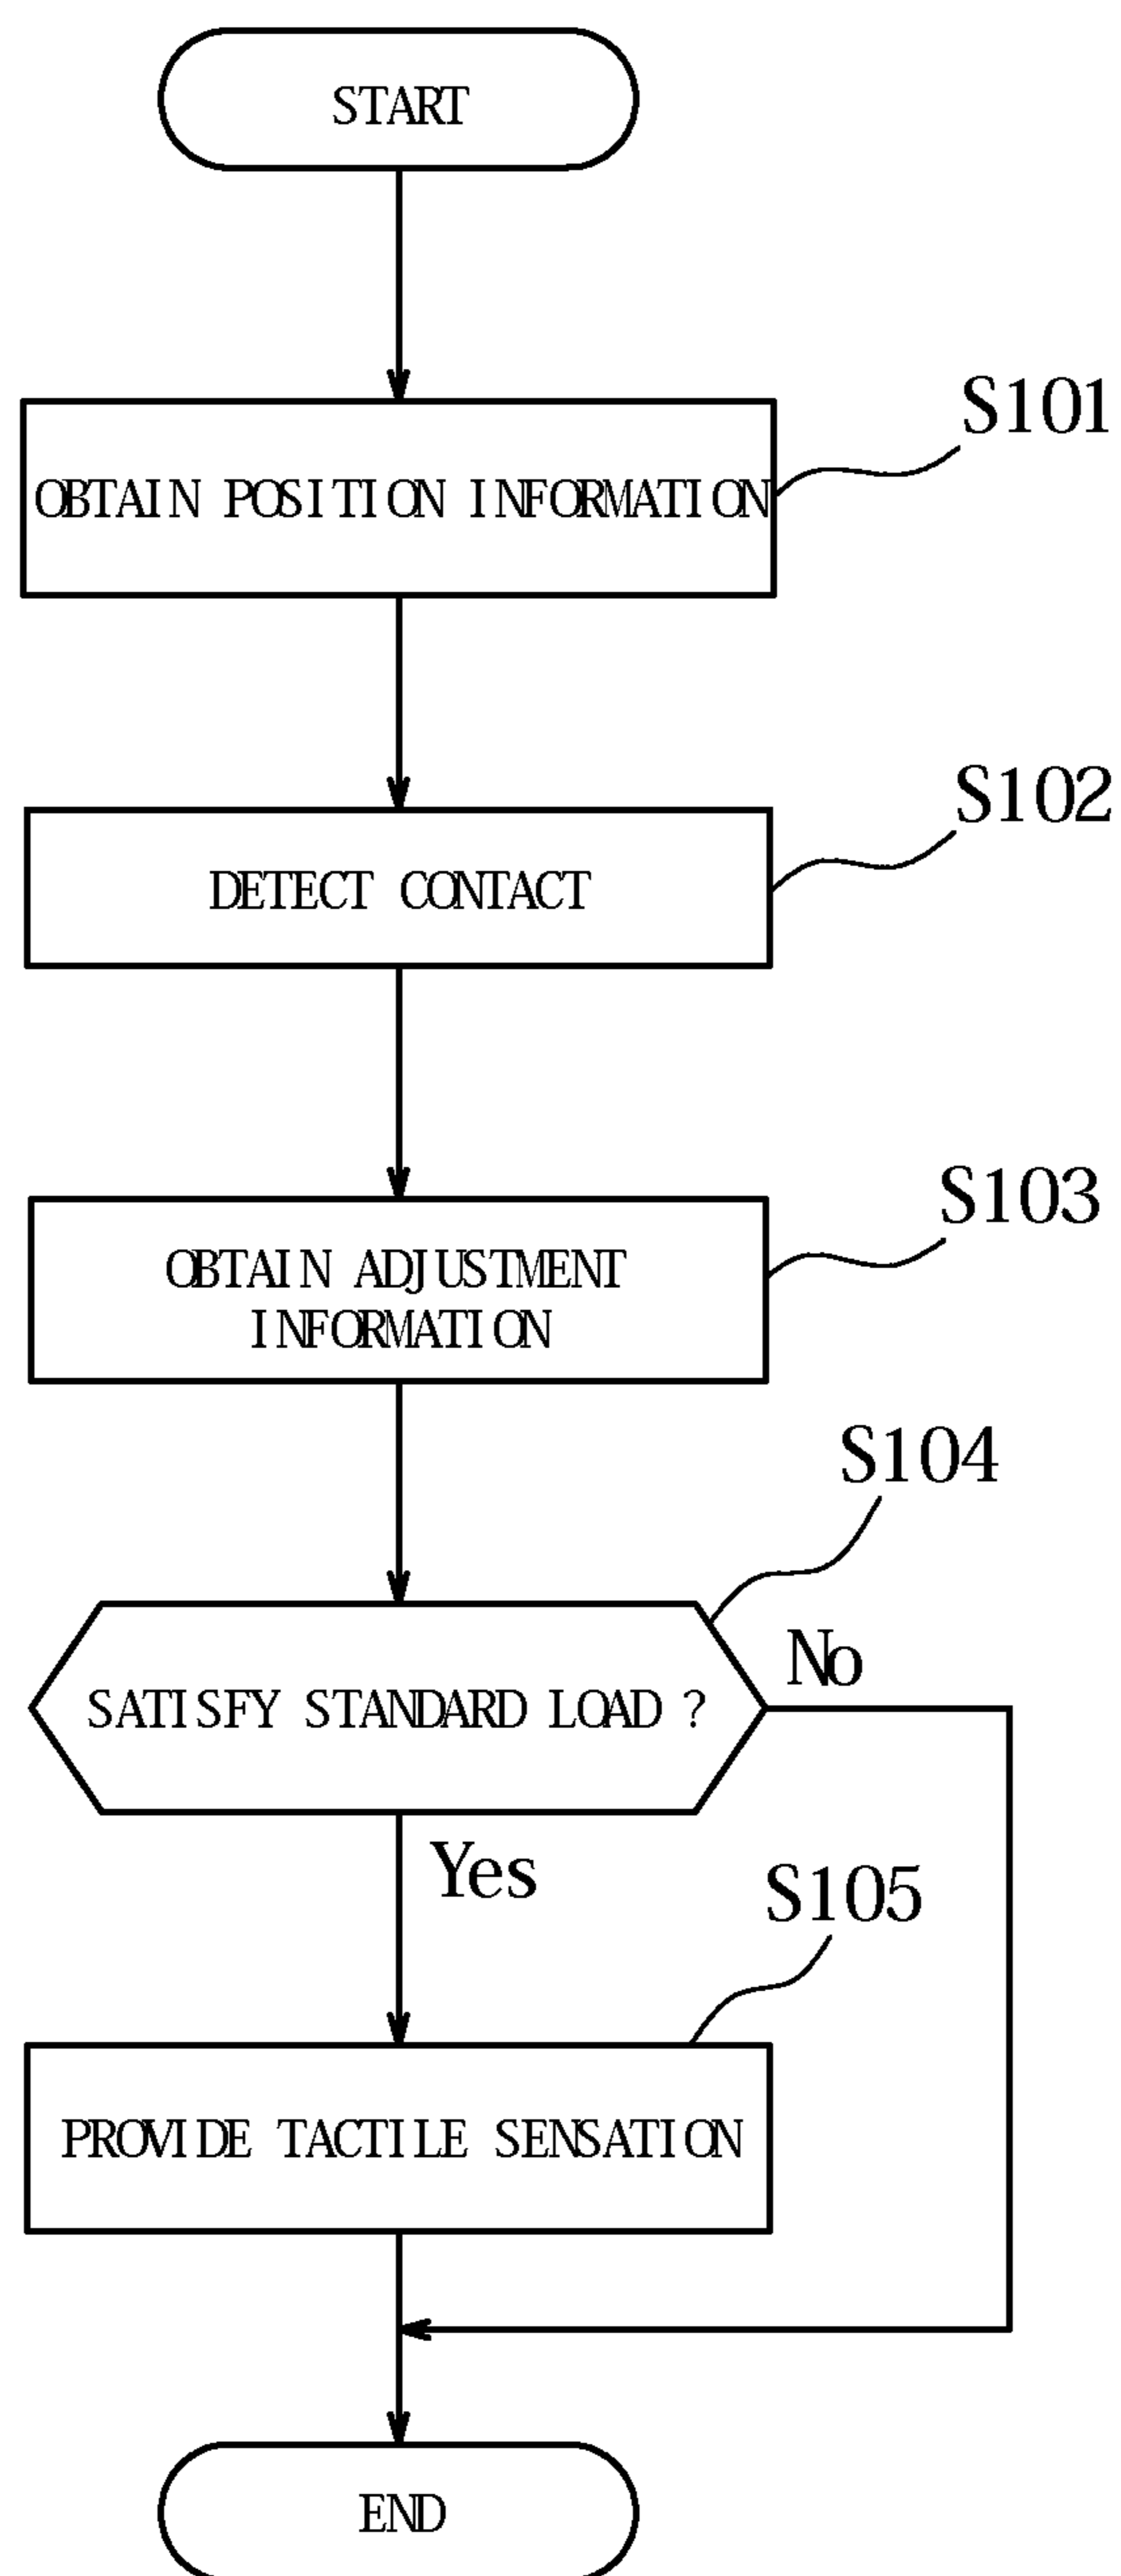 START
S101
OBTAIN POSITION INFORMATION
S102
DETECT CONTACT
S103
OBTAIN ADJUSTMENT
INFORMATION
S104
No
SATISFY STANDARD LOAD ?
Yes
S105
PROVIDE TACTILE SENSATION
END